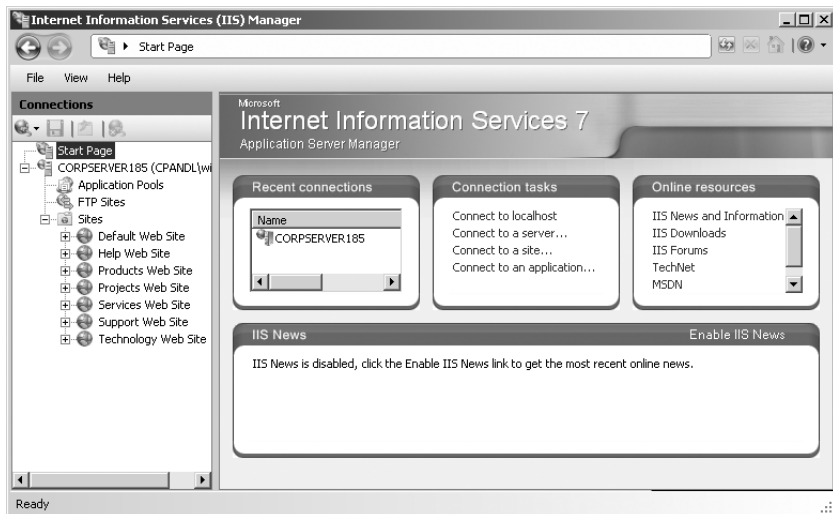 Internet Information Services (IIS) Manager
Start Page
File View Help
Connections
Start Page
CORPSERVER185 (CPANDL\wi
Application Pools
FTP Sites
Sites
Default Web Site
Help Web Site
Products Web Site
Projects Web Site
Services Web Site
Support Web Site
Technology Web Site
Microsoft
Internet Information Services 7
Application Server Manager
Recent connections
Name
CORPSERVER185
Connection tasks
Connect to localhost
Connect to a server...
Connect to a site...
Connect to an application...
Online resources
IIS News and Information
IIS Downloads
IIS Forums
TechNet
MSDN
IIS News
Enable IIS News
IIS News is disabled, click the Enable IIS News link to get the most recent online news.
Ready